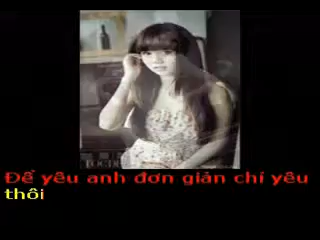 Để yêu anh đơn giản chỉ yêu
thôi